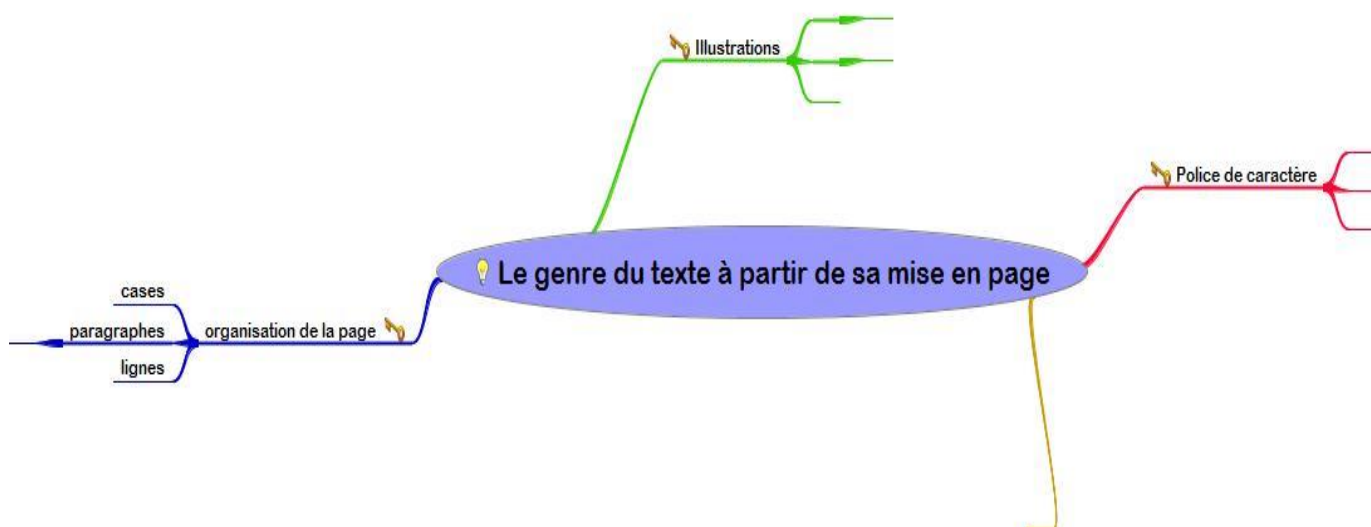 Illustrations
Police de caractère
Le genre du texte à partir de sa mise en page
cases
paragraphes
organisation de la page
lignes